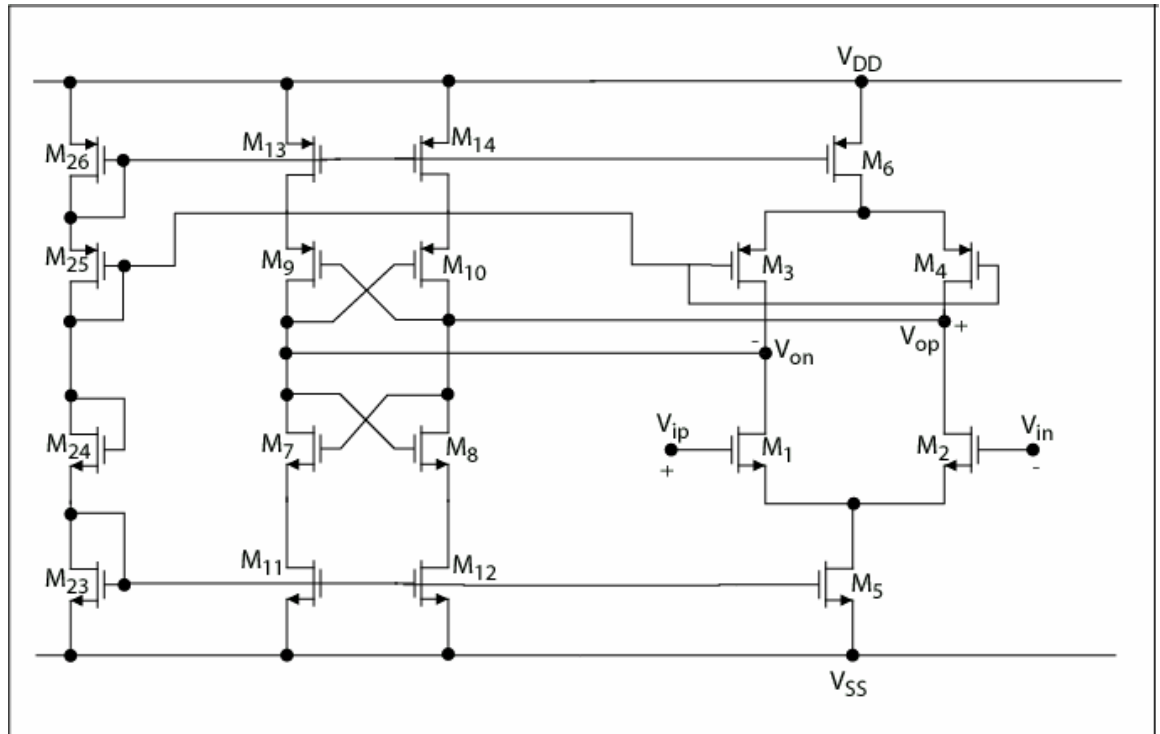 V_DD
M_26
M_13
M_14
M_6
M_25
M_9
M_10
M_3
M_4
-
V_on
V_op
+
M_24
M_7
M_8
V_ip
+
M_1
M_2
V_in
-
M_23
M_11
M_12
M_5
V_SS